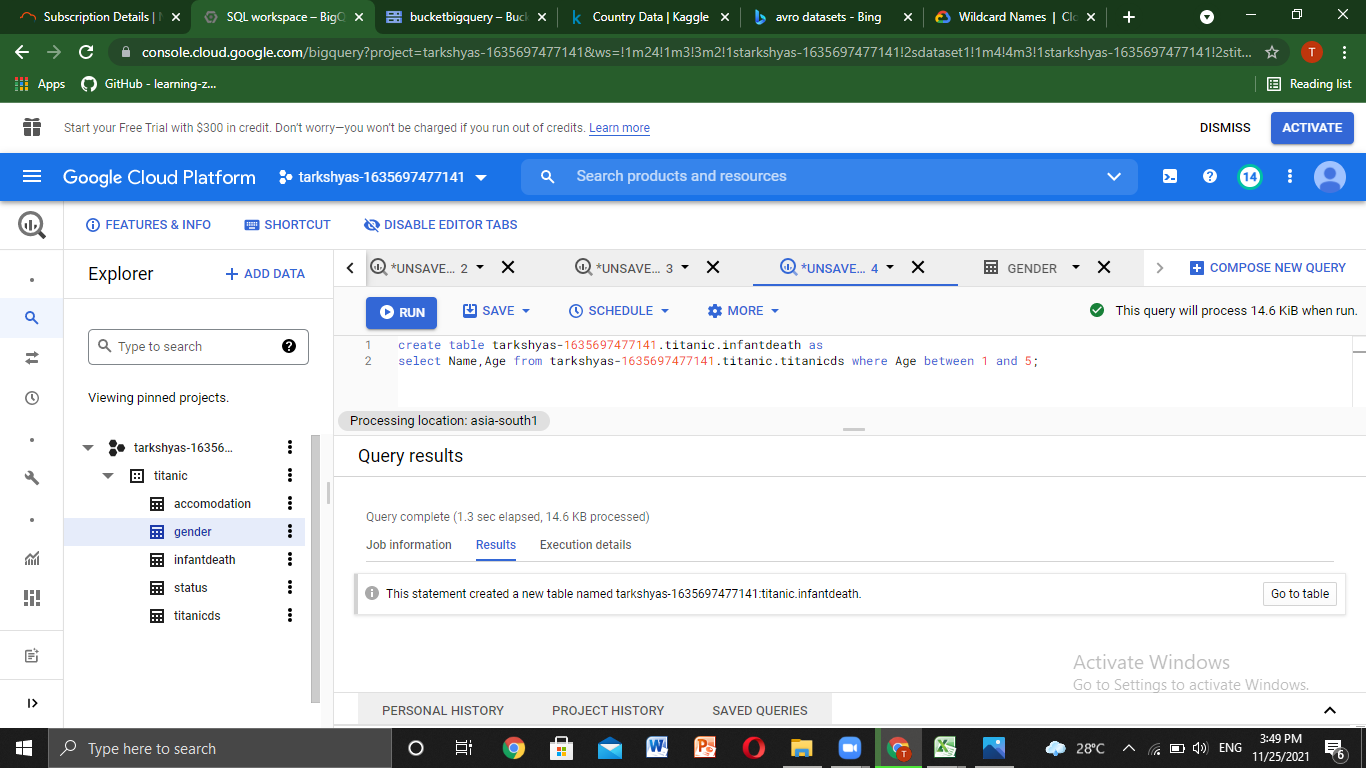 Subscription Details |
SQL workspace – BigQ
bucketbigquery – Buck
Country Data | Kaggle
avro datasets - Bing
Wildcard Names | Clo
console.cloud.google.com/bigquery?project=tarkshyas-1635697477141&ws=!1m24!1m3!3m2!1starkshyas-1635697477141!2sdataset1!1m4!4m3!1starkshyas-1635697477141!2stit...
T
Apps
GitHub - learning-z...
Reading list
Start your Free Trial with $300 in credit. Don't worry—you won't be charged if you run out of credits. Learn more
DISMISS
ACTIVATE
Google Cloud Platform
tarkshyas-1635697477141
Search products and resources
14
FEATURES & INFO
SHORTCUT
DISABLE EDITOR TABS
Explorer
+ ADD DATA
*UNSAVE... 2
*UNSAVE... 3
*UNSAVE... 4
GENDER
COMPOSE NEW QUERY
RUN
SAVE
SCHEDULE
MORE
This query will process 14.6 KiB when run.
1 create table tarkshyas-1635697477141.titanic.infantdeath as
2 select Name,Age from tarkshyas-1635697477141.titanic.titanicds where Age between 1 and 5;
Type to search
Viewing pinned projects.
Processing location: asia-south1
tarkshyas-16356...
titanic
accomodation
gender
infantdeath
status
titanicds
Query results
Query complete (1.3 sec elapsed, 14.6 KB processed)
Job information
Results
Execution details
This statement created a new table named tarkshyas-1635697477141:titanic.infantdeath.
Go to table
Activate Windows
Go to Settings to activate Windows.
PERSONAL HISTORY
PROJECT HISTORY
SAVED QUERIES
Type here to search
28°C
ENG
3:49 PM
11/25/2021
6